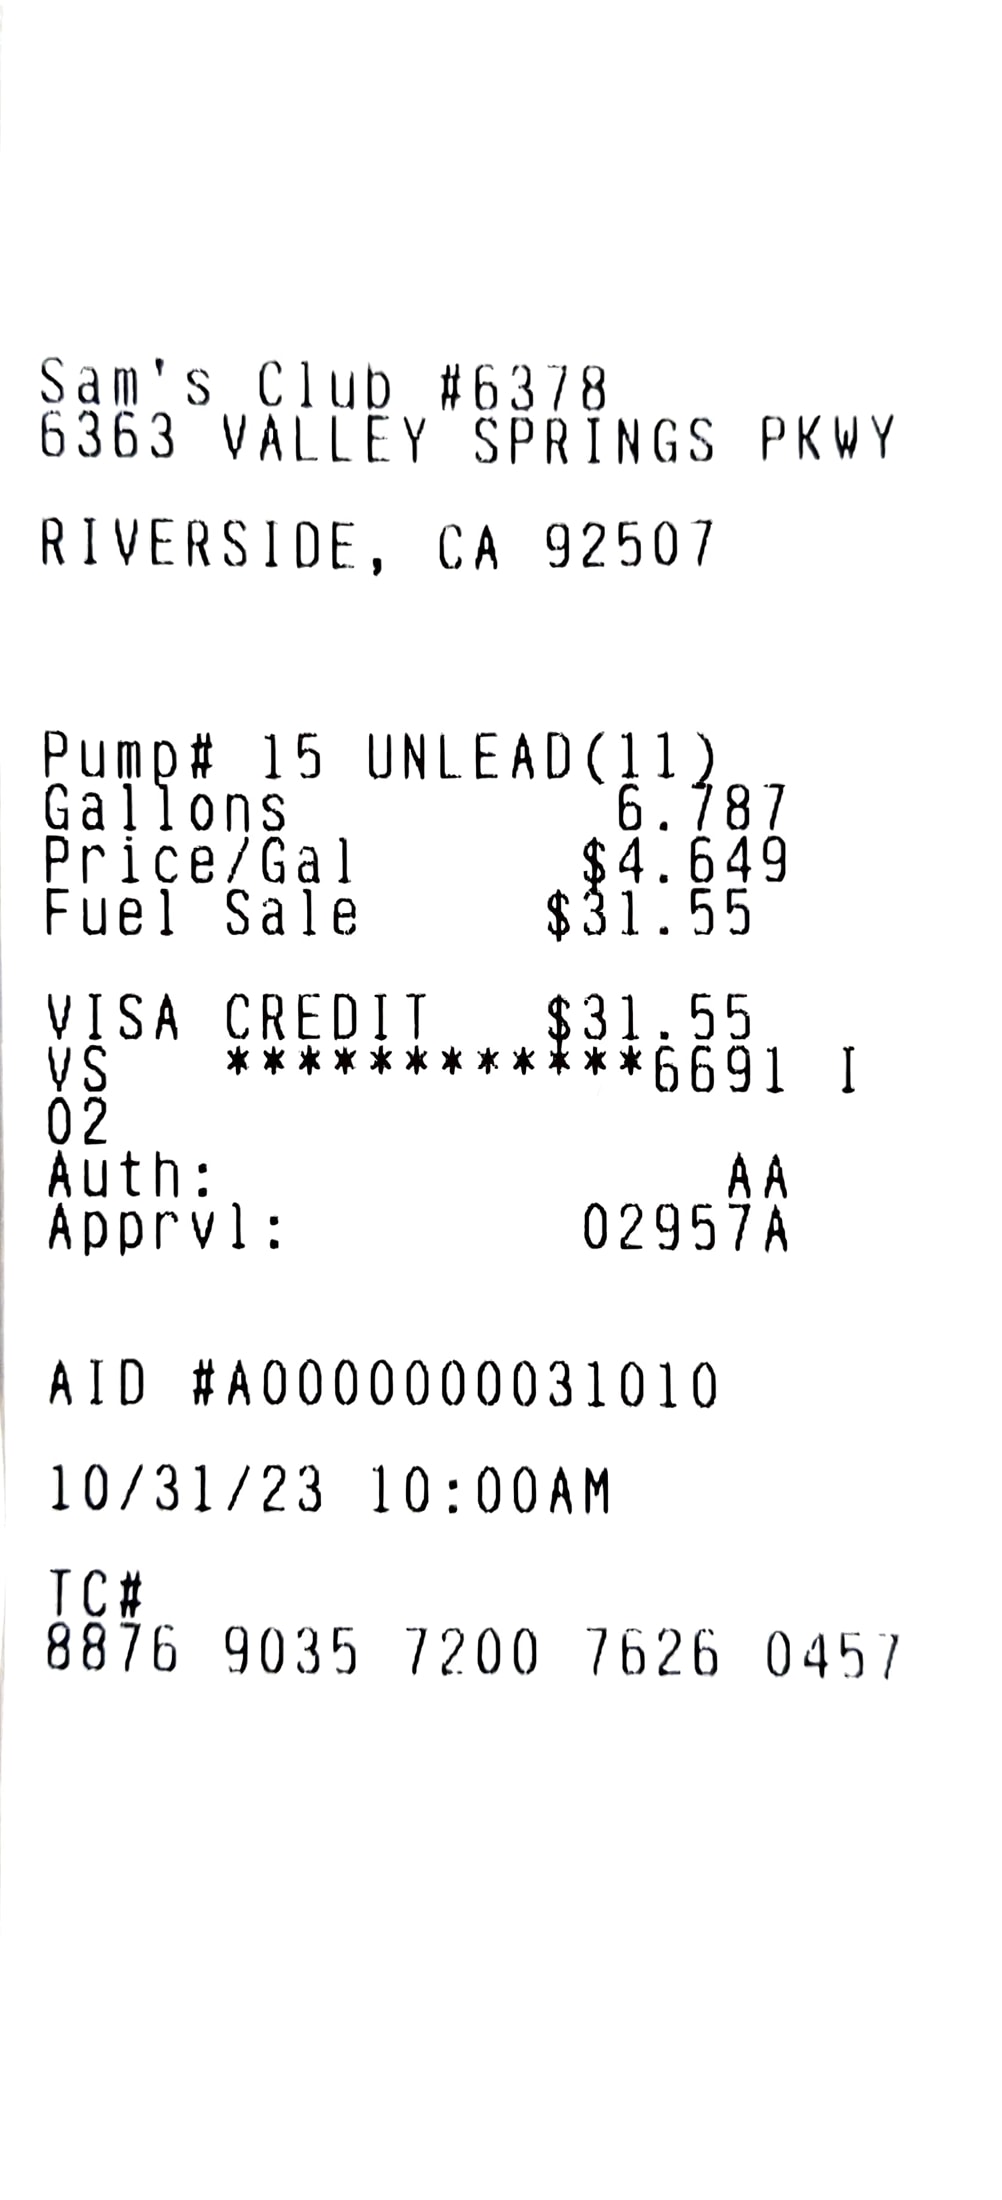 Sam's Club #6378
6363 VALLEY SPRINGS PKWY
RIVERSIDE, CA 92507
Pump# 15 UNLEAD(11)
Gallons 6.787
Price/Gal $4.649
Fuel Sale $31.55
VISA CREDIT $31.55
VS ************6691 I
02
Auth: AA
Apprvl: 02957A
AID #A0000000031010
10/31/23 10:00AM
TC#
8876 9035 7200 7626 0457